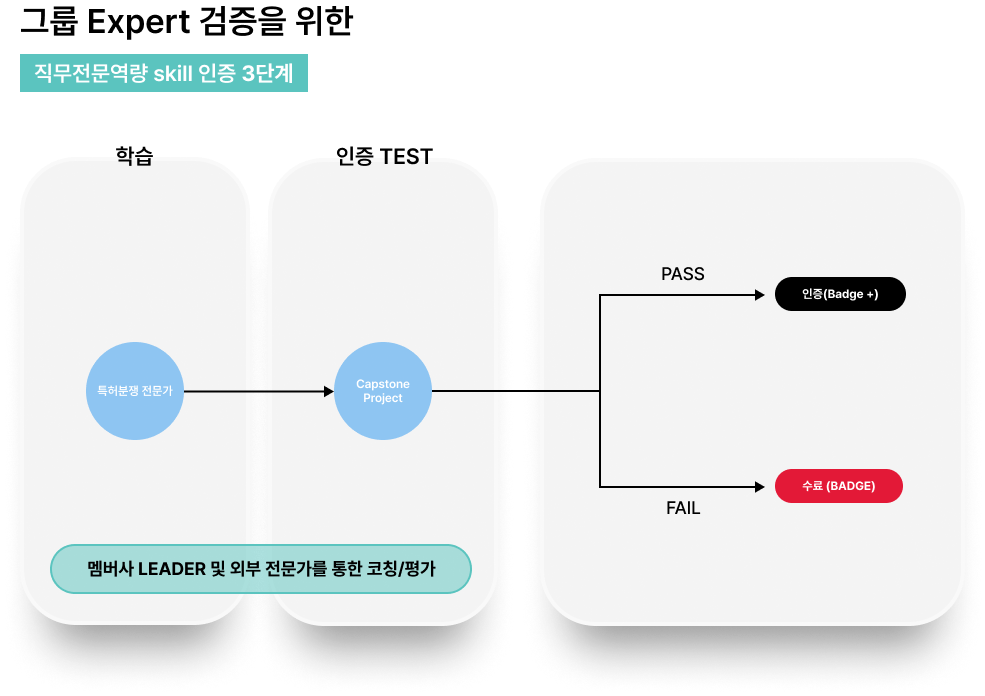 그룹 Expert 검증을 위한
직무전문역량 skill 인증 3단계
학습
인증 TEST
PASS
인증(Badge +)
특허분쟁 전문가
Capstone
Project
수료 (BADGE)
FAIL
멤버사 LEADER 및 외부 전문가를 통한 코칭/평가